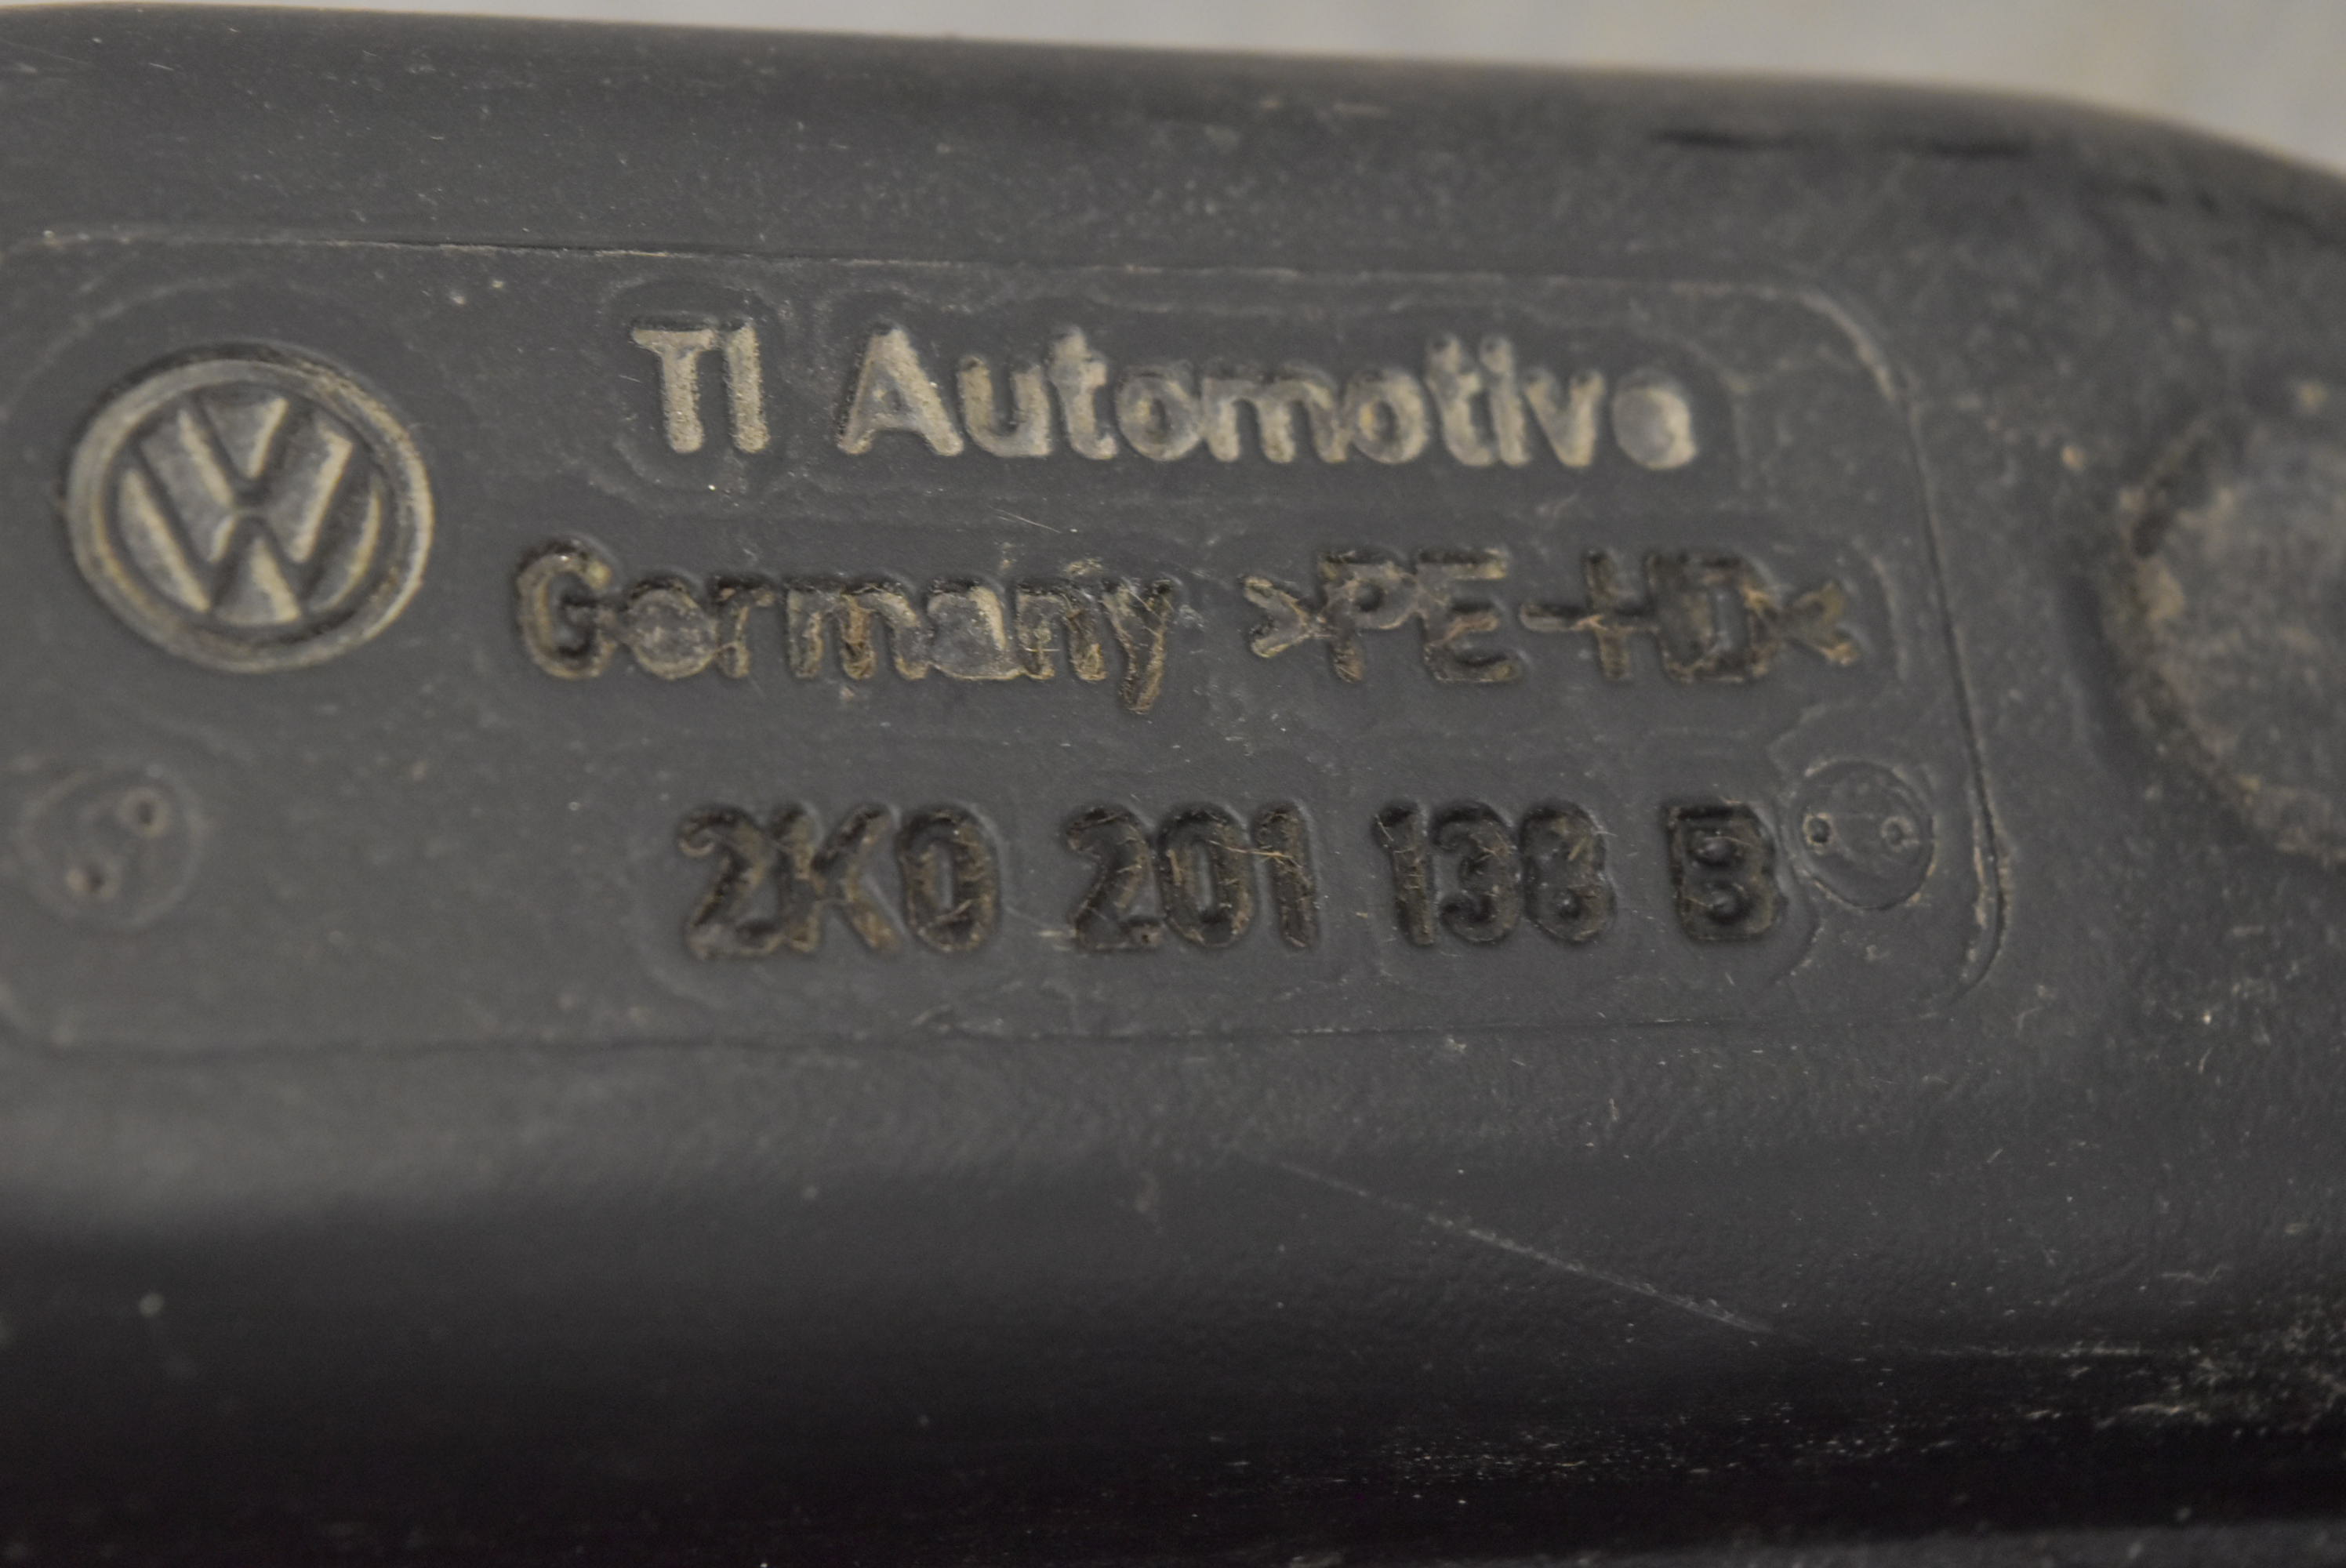 TI Automotive
Germany >PE-HD<
2K0 201 138 B